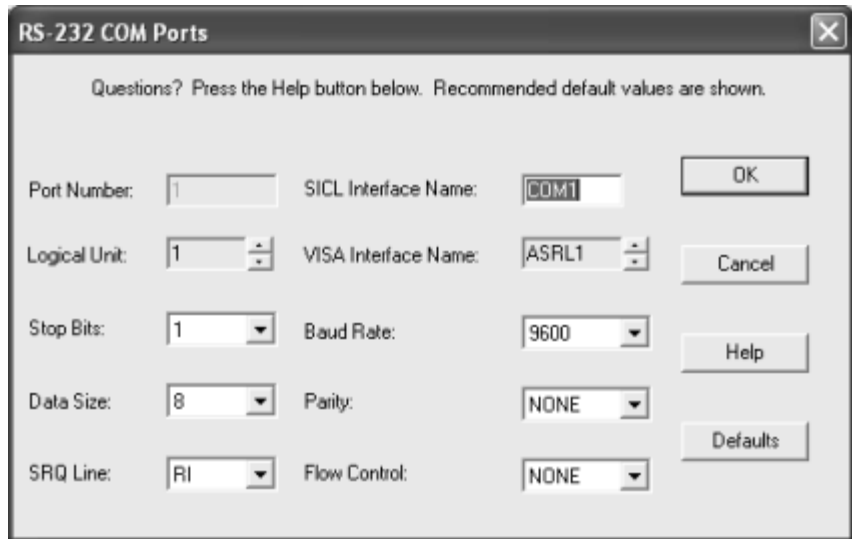 RS-232 COM Ports
Questions? Press the Help button below. Recommended default values are shown.
Port Number: 1 SICL Interface Name: COM1 OK
Logical Unit: 1 VISA Interface Name: ASRL1 Cancel
Stop Bits: 1 Baud Rate: 9600 Help
Data Size: 8 Parity: NONE Defaults
SRQ Line: RI Flow Control: NONE